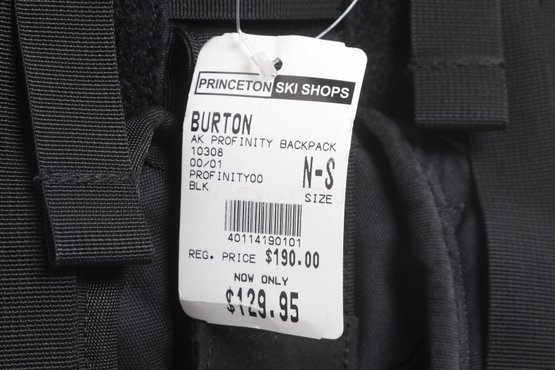 PRINCETON SKI SHOPS
BURTON
AK PROFINITY BACKPACK
10308
00/01
PROFINITY00 N-S
BLK SIZE
40114190101
REG. PRICE $190.00
NOW ONLY
$129.95